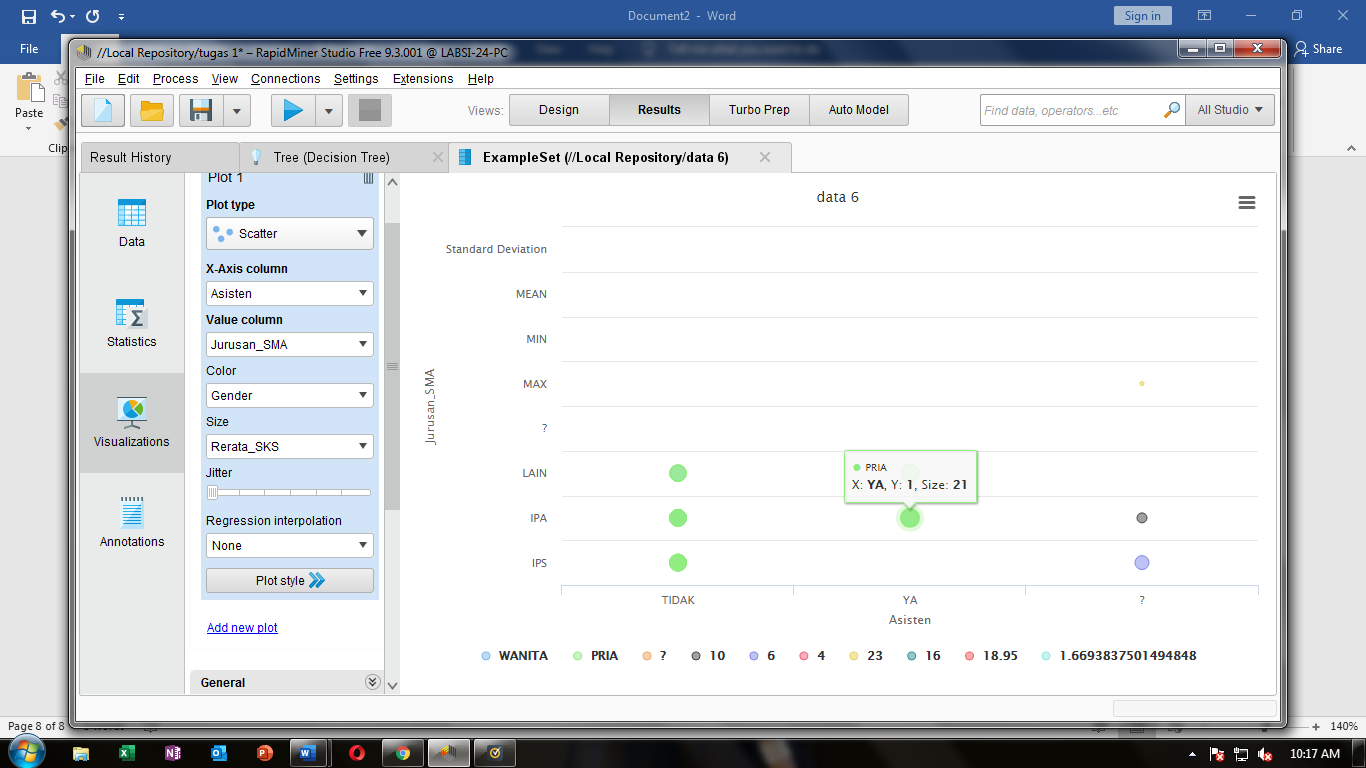 Document2 - Word
Sign in
File
Share
//Local Repository/tugas 1* – RapidMiner Studio Free 9.3.001 @ LABSI-24-PC
File Edit Process View Connections Settings Extensions Help
Paste
Clip
Views:
Design
Results
Turbo Prep
Auto Model
Find data, operators...etc
All Studio
Result History
Tree (Decision Tree)
ExampleSet (//Local Repository/data 6)
Data
Statistics
Visualizations
Annotations
Plot 1
Plot type
Scatter
X-Axis column
Asisten
Value column
Jurusan_SMA
Color
Gender
Size
Rerata_SKS
Jitter
Regression interpolation
None
Plot style
Add new plot
General
data 6
Jurusan_SMA
Standard Deviation
MEAN
MIN
MAX
?
LAIN
IPA
IPS
PRIA
X: YA, Y: 1, Size: 21
TIDAK YA ?
Asisten
WANITA PRIA ? 10 6 4 23 16 18.95 1.6693837501494848
Page 8 of 8
140%
10:17 AM